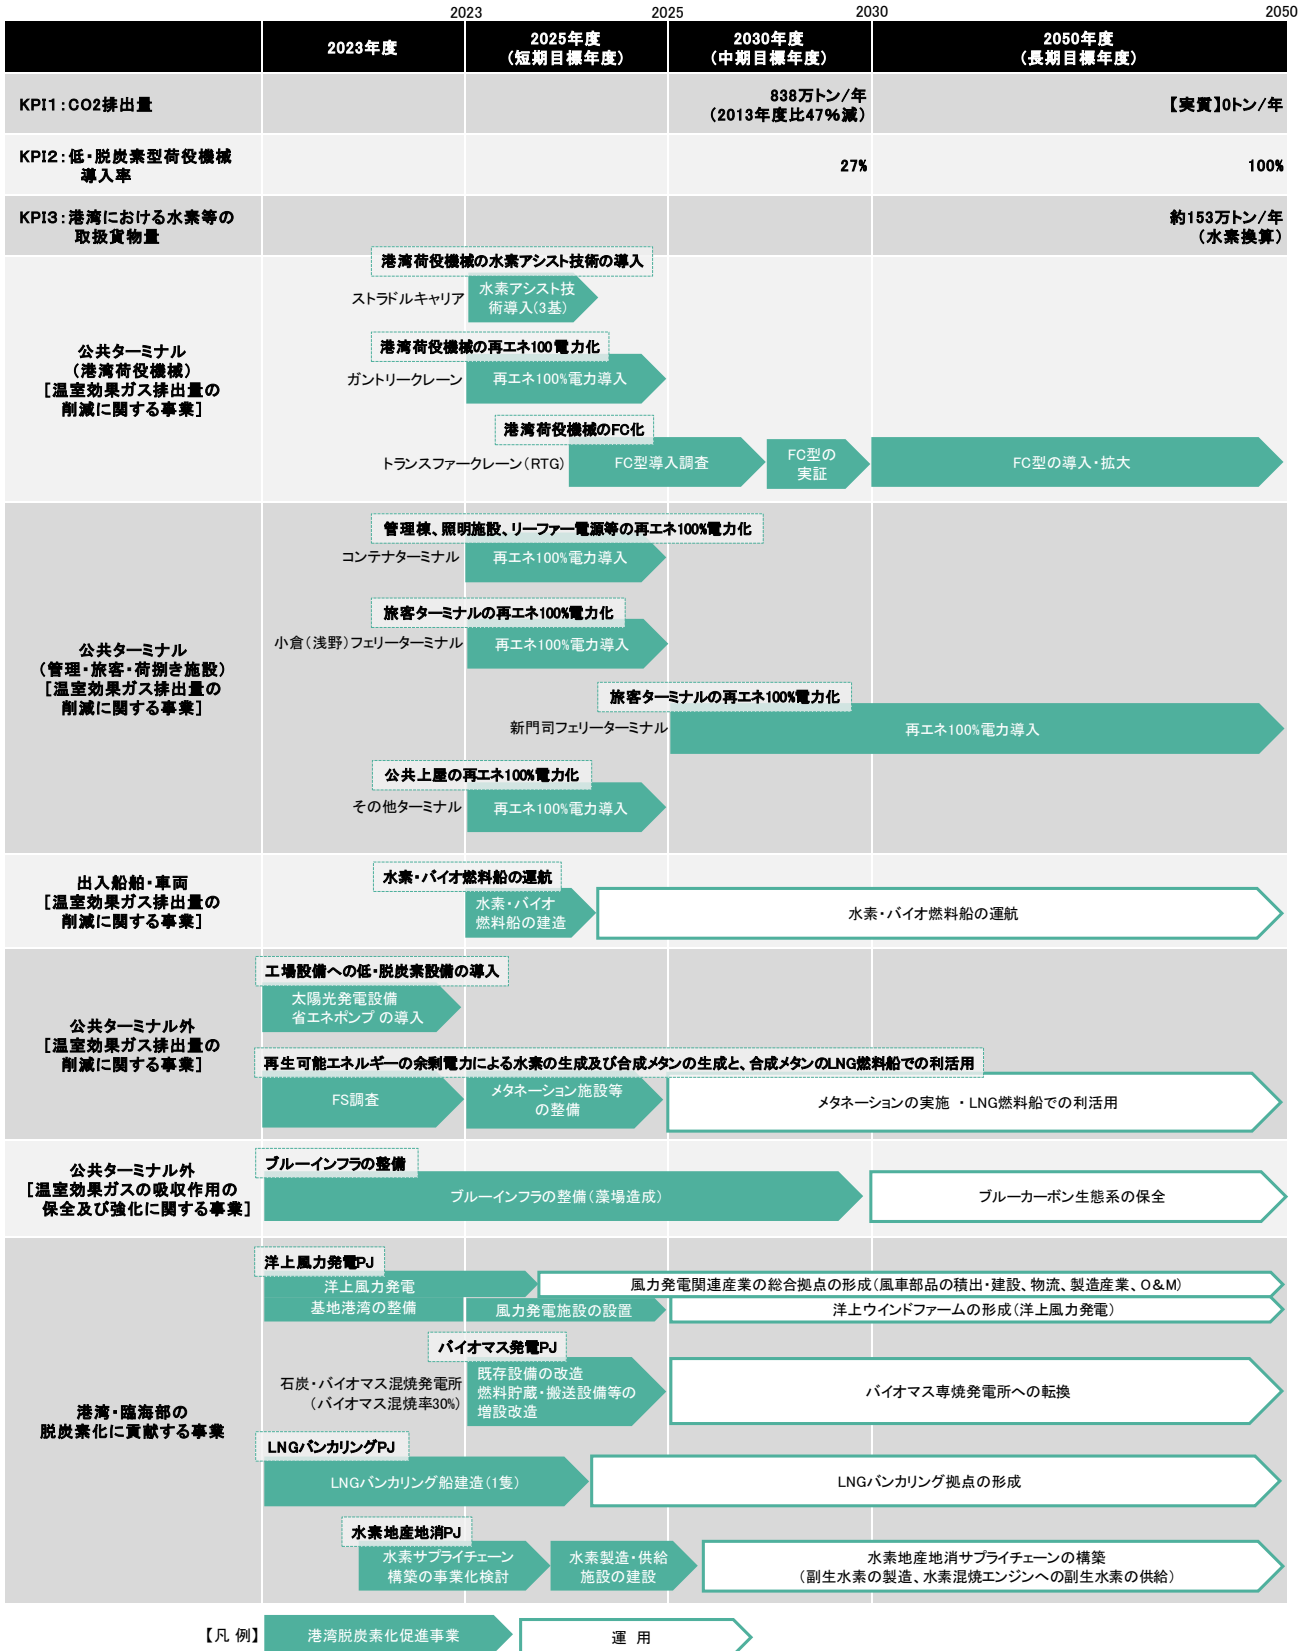 2023
2025
2030
2050
2023年度
2025年度
(短期目標年度)
2030年度
(中期目標年度)
2050年度
(長期目標年度)
KPI1:CO2排出量
838万トン/年
(2013年度比47%減)
【実質】0トン/年
KPI2:低・脱炭素型荷役機械
導入率
27%
100%
KPI3:港湾における水素等の
取扱貨物量
約153万トン/年
(水素換算)
公共ターミナル
(港湾荷役機械)
[温室効果ガス排出量の
削減に関する事業]
港湾荷役機械の水素アシスト技術の導入
ストラドルキャリア
水素アシスト技
術導入(3基)
港湾荷役機械の再エネ100電力化
ガントリークレーン
再エネ100%電力導入
港湾荷役機械のFC化
トランスファークレーン(RTG)
FC型導入調査
FC型の
実証
FC型の導入・拡大
公共ターミナル
(管理・旅客・荷捌き施設)
[温室効果ガス排出量の
削減に関する事業]
管理棟、照明施設、リーファー電源等の再エネ100%電力化
コンテナターミナル
再エネ100%電力導入
旅客ターミナルの再エネ100%電力化
小倉(浅野)フェリーターミナル
再エネ100%電力導入
旅客ターミナルの再エネ100%電力化
新門司フェリーターミナル
再エネ100%電力導入
公共上屋の再エネ100%電力化
その他ターミナル
再エネ100%電力導入
出入船舶・車両
[温室効果ガス排出量の
削減に関する事業]
水素・バイオ燃料船の運航
水素・バイオ
燃料船の建造
水素・バイオ燃料船の運航
公共ターミナル外
[温室効果ガス排出量の
削減に関する事業]
工場設備への低・脱炭素設備の導入
太陽光発電設備
省エネポンプ の導入
再生可能エネルギーの余剰電力による水素の生成及び合成メタンの生成と、合成メタンのLNG燃料船での利活用
FS調査
メタネーション施設等
の整備
メタネーションの実施 ・LNG燃料船での利活用
公共ターミナル外
[温室効果ガスの吸収作用の
保全及び強化に関する事業]
ブルーインフラの整備
ブルーインフラの整備(藻場造成)
ブルーカーボン生態系の保全
港湾・臨海部の
脱炭素化に貢献する事業
洋上風力発電PJ
洋上風力発電
基地港湾の整備
風力発電施設の設置
風力発電関連産業の総合拠点の形成(風車部品の積出・建設、物流、製造産業、O&M)
洋上ウインドファームの形成(洋上風力発電)
バイオマス発電PJ
石炭・バイオマス混焼発電所
(バイオマス混焼率30%)
既存設備の改造
燃料貯蔵・搬送設備等の
増設改造
バイオマス専焼発電所への転換
LNGバンカリングPJ
LNGバンカリング船建造(1隻)
LNGバンカリング拠点の形成
水素地産地消PJ
水素サプライチェーン
構築の事業化検討
水素製造・供給
施設の建設
水素地産地消サプライチェーンの構築
(副生水素の製造、水素混焼エンジンへの副生水素の供給)
【凡 例】
港湾脱炭素化促進事業
運 用